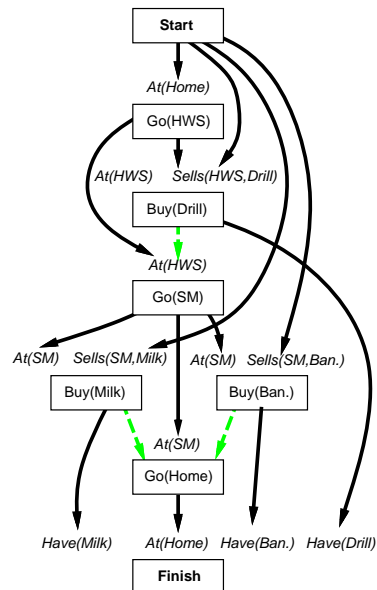 Start
At(Home)
Go(HWS)
At(HWS) Sells(HWS,Drill)
Buy(Drill)
At(HWS)
Go(SM)
At(SM) Sells(SM,Milk) At(SM) Sells(SM,Ban.)
Buy(Milk) Buy(Ban.)
At(SM)
Go(Home)
Have(Milk) At(Home) Have(Ban.) Have(Drill)
Finish